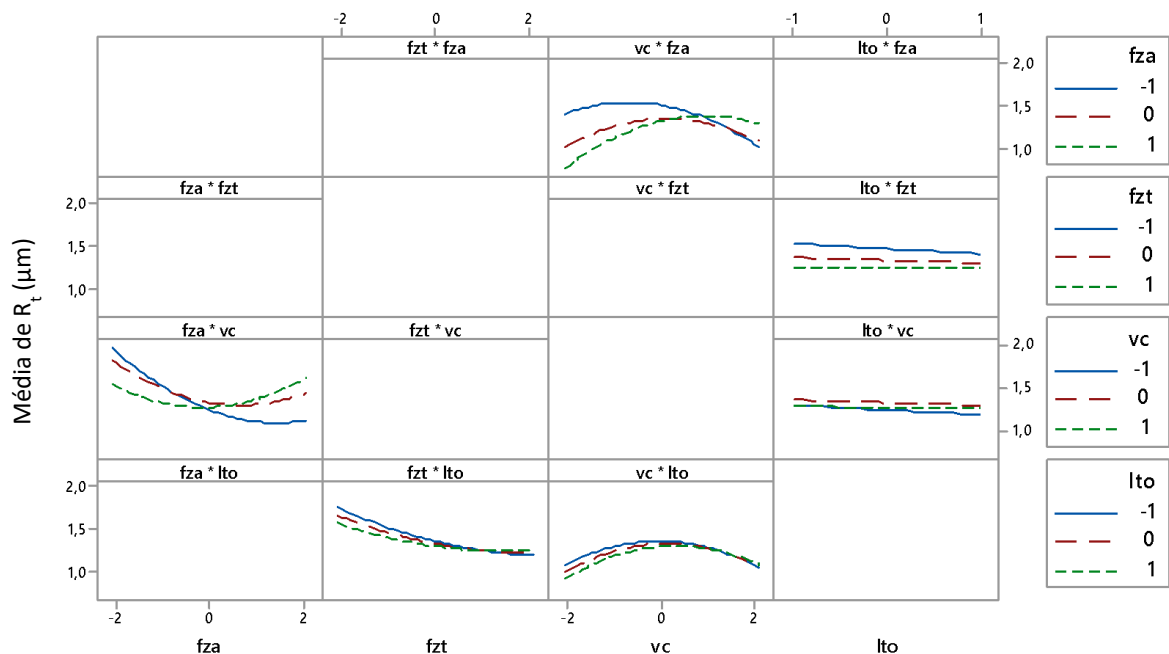 -2 0 2 -1 0 1
fzt * fza vc * fza lto * fza
2,0
1,5
1,0
fza
-1
0
1
fza * fzt vc * fzt lto * fzt
2,0
1,5
1,0
fzt
-1
0
1
Média de Rt (μm)
fza * vc fzt * vc lto * vc
2,0
1,5
1,0
vc
-1
0
1
fza * lto fzt * lto vc * lto
2,0
1,5
1,0
lto
-1
0
1
-2 0 2 -2 0 2
fza fzt vc lto